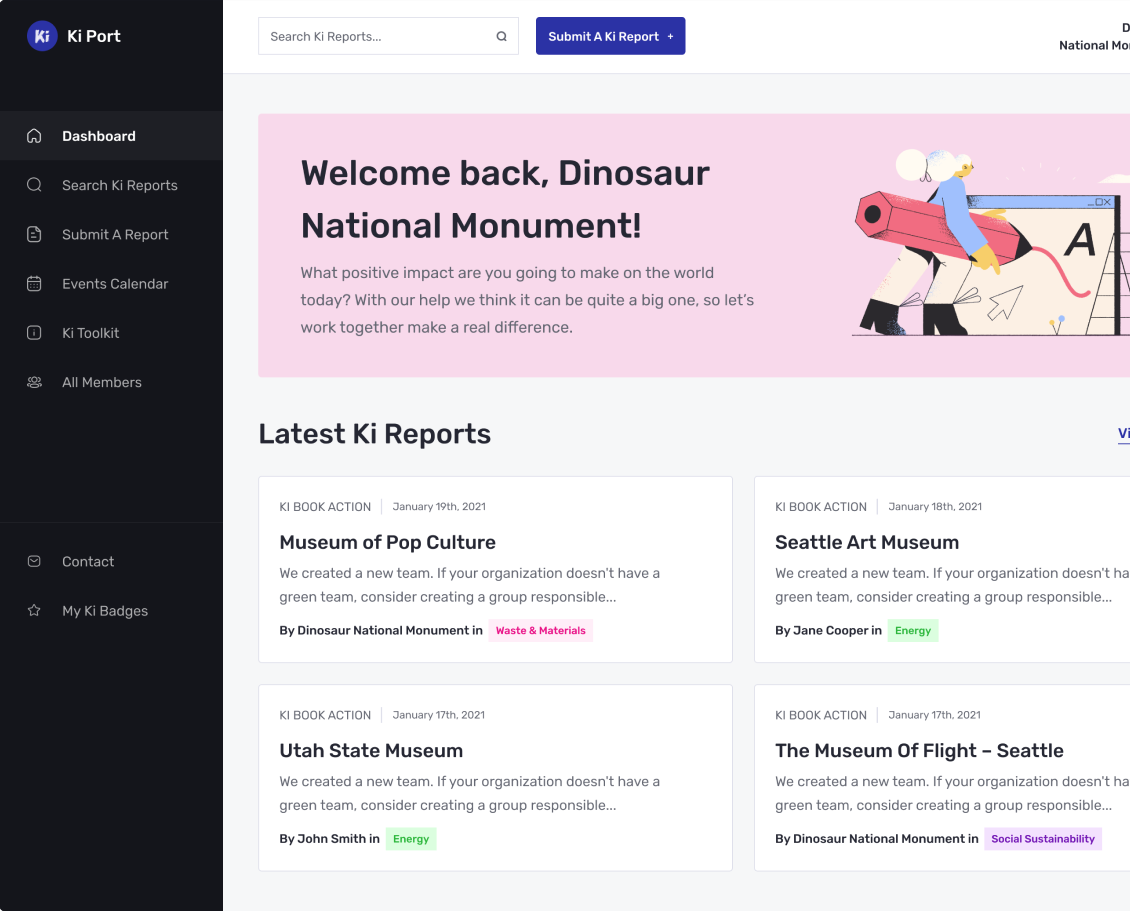 Ki Ki Port
Dashboard
Search Ki Reports
Submit A Report
Events Calendar
Ki Toolkit
All Members
Contact
My Ki Badges
Search Ki Reports...
Submit A Ki Report +
D
National Mo
Welcome back, Dinosaur
National Monument!
What positive impact are you going to make on the world
today? With our help we think it can be quite a big one, so let’s
work together make a real difference.
A
Latest Ki Reports
Vi
KI BOOK ACTION January 19th, 2021
Museum of Pop Culture
We created a new team. If your organization doesn't have a
green team, consider creating a group responsible...
By Dinosaur National Monument in Waste & Materials
KI BOOK ACTION January 18th, 2021
Seattle Art Museum
We created a new team. If your organization doesn't ha
green team, consider creating a group responsible...
By Jane Cooper in Energy
KI BOOK ACTION January 17th, 2021
Utah State Museum
We created a new team. If your organization doesn't have a
green team, consider creating a group responsible...
By John Smith in Energy
KI BOOK ACTION January 17th, 2021
The Museum Of Flight – Seattle
We created a new team. If your organization doesn't ha
green team, consider creating a group responsible...
By Dinosaur National Monument in Social Sustainability